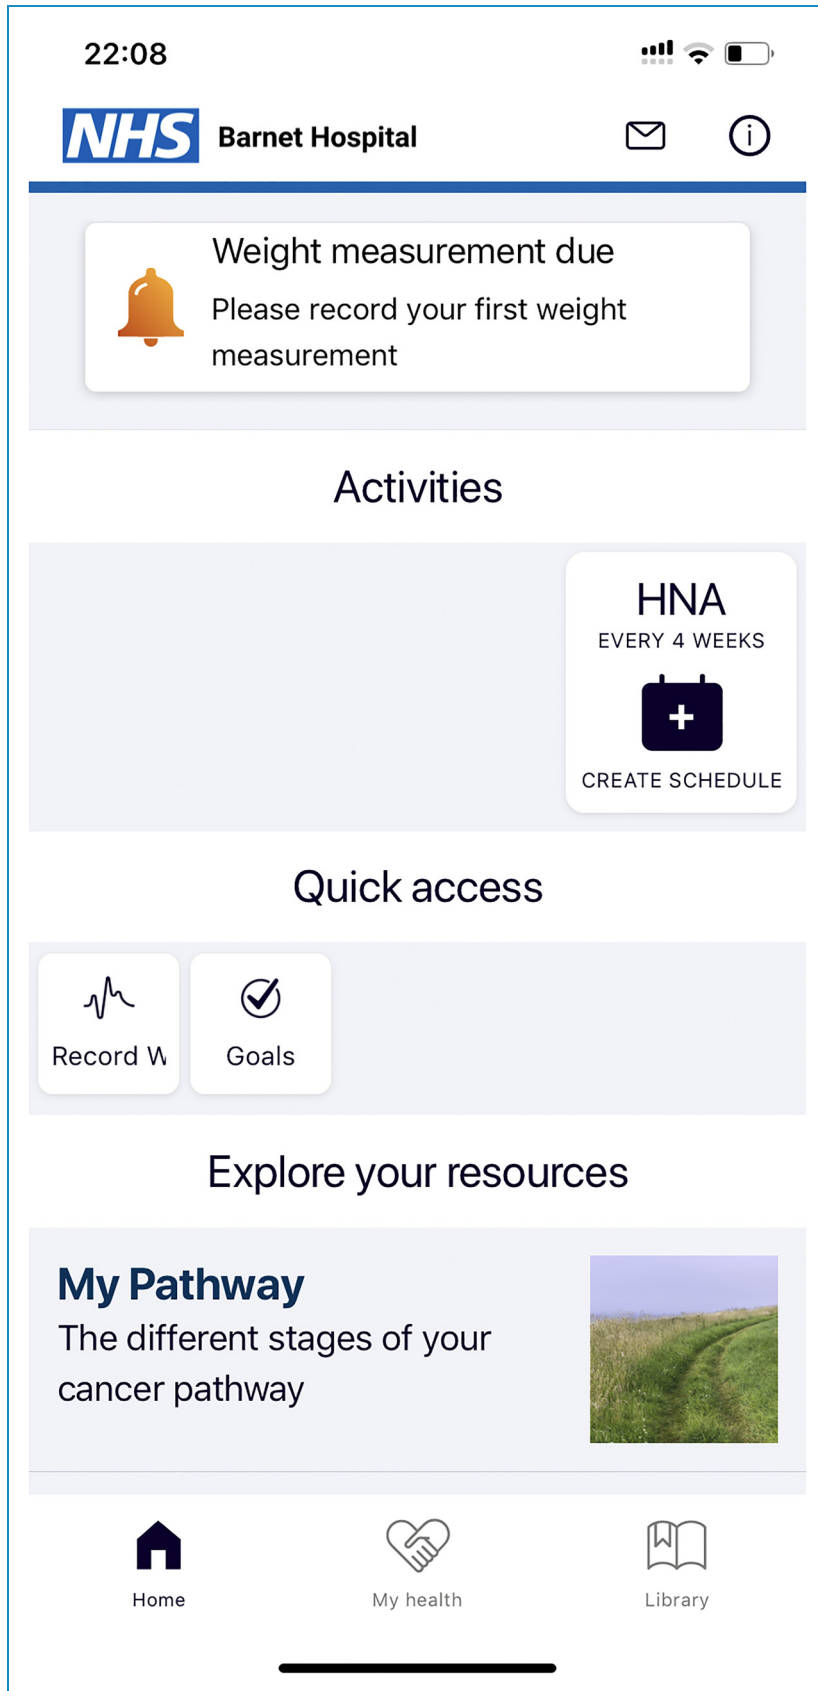 22:08
NHS Barnet Hospital
Weight measurement due
Please record your first weight
measurement
Activities
HNA
EVERY 4 WEEKS
CREATE SCHEDULE
Quick access
Record W
Goals
Explore your resources
My Pathway
The different stages of your
cancer pathway
Home
My health
Library